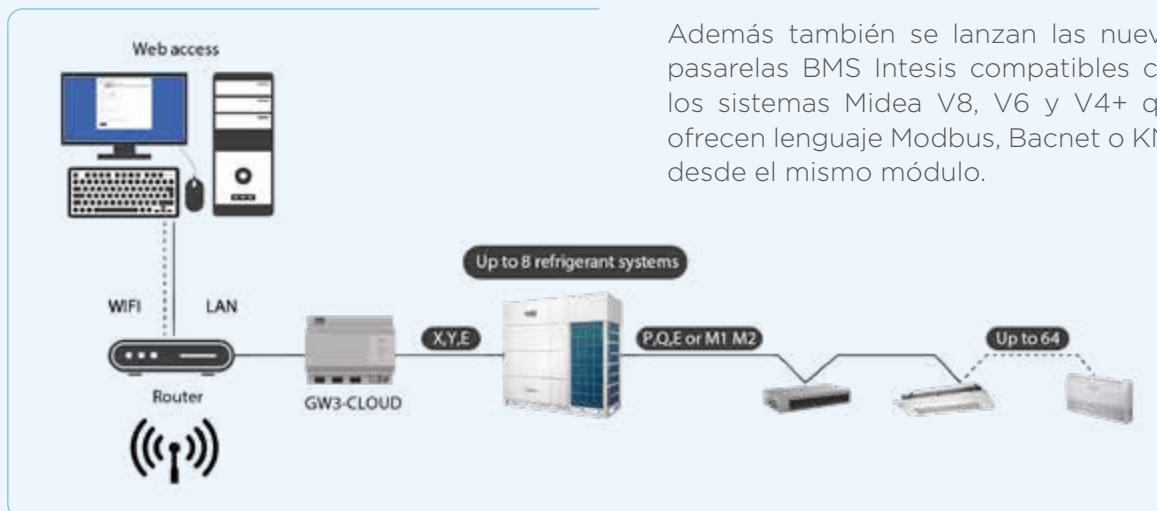 Web access
Además también se lanzan las
pasarelas BMS Intesis compatibles
los sistemas Midea V8, V6 y V4+
ofrecen lenguaje Modbus, Bacnet o
desde el mismo módulo.
Up to 8 refrigerant systems
WIFI LAN
X,Y,E
P,Q,E or M1 M2
Up to 64
Router
GW3-CLOUD